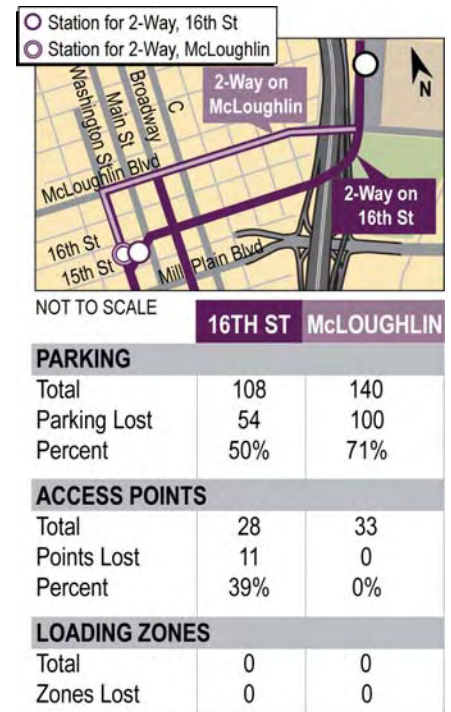 Station for 2-Way, 16th St
Station for 2-Way, McLoughlin
Washington St
Main St
Broadway
C
2-Way on
McLoughlin
N
McLoughlin Blvd
2-Way on
16th St
16th St
15th St
Mill Plain Blvd
NOT TO SCALE
16TH ST McLOUGHLIN
PARKING
Total 108 140
Parking Lost 54 100
Percent 50% 71%
ACCESS POINTS
Total 28 33
Points Lost 11 0
Percent 39% 0%
LOADING ZONES
Total 0 0
Zones Lost 0 0